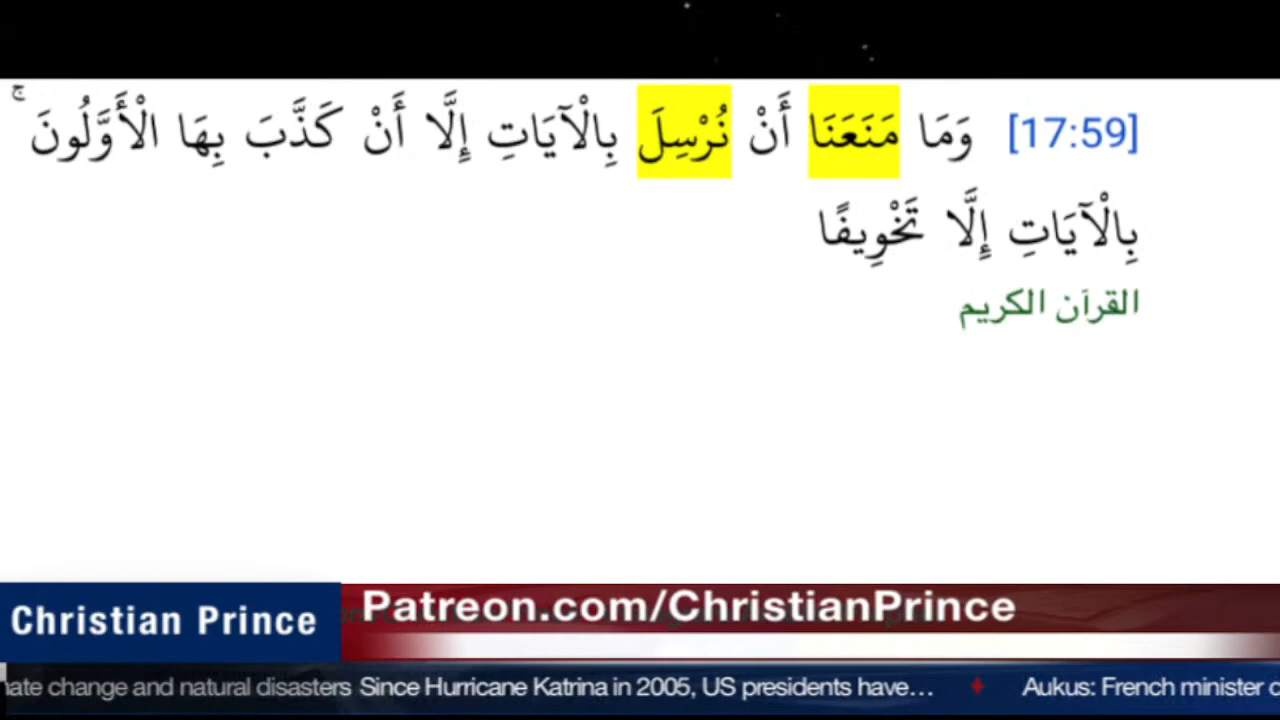 [17:59] وَمَا مَنَعَنَا أَنْ نُرْسِلَ بِالْآيَاتِ إِلَّا أَنْ كَذَّبَ بِهَا الْأَوَّلُونَ ۚ
بِالْآيَاتِ إِلَّا تَخْوِيفًا
القرآن الكريم
Christian Prince
Patreon.com/ChristianPrince
change and natural disasters Since Hurricane Katrina in 2005, US presidents have… Aukus: French minister